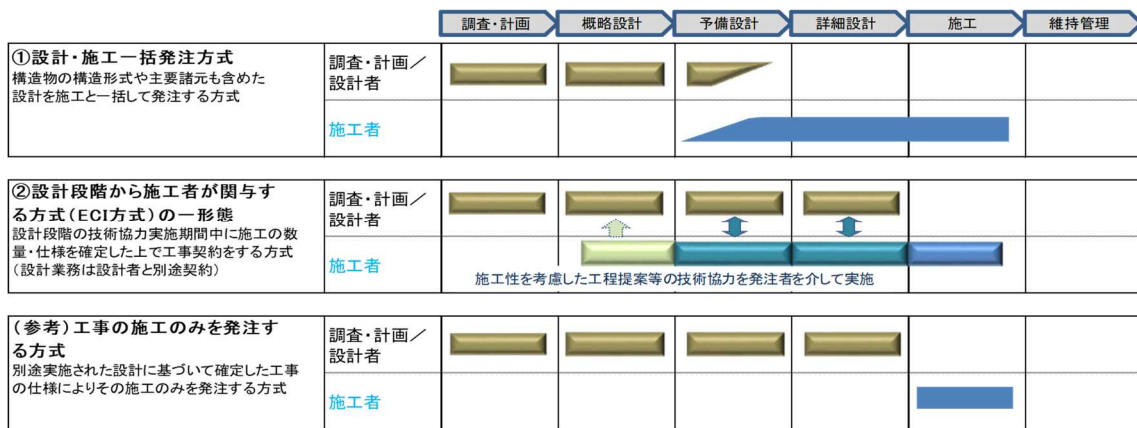 調査・計画 概略設計 予備設計 詳細設計 施工 維持管理
①設計・施工一括発注方式
構造物の構造形式や主要諸元も含めた
設計を施工と一括して発注する方式
調査・計画／
設計者
施工者
②設計段階から施工者が関与す
る方式(ECI方式)の一形態
設計段階の技術協力実施期間中に施工の数
量・仕様を確定した上で工事契約をする方式
(設計業務は設計者と別途契約)
調査・計画／
設計者
施工者
施工性を考慮した工程提案等の技術協力を発注者を介して実施
(参考)工事の施工のみを発注す
る方式
別途実施された設計に基づいて確定した工事
の仕様によりその施工のみを発注する方式
調査・計画／
設計者
施工者